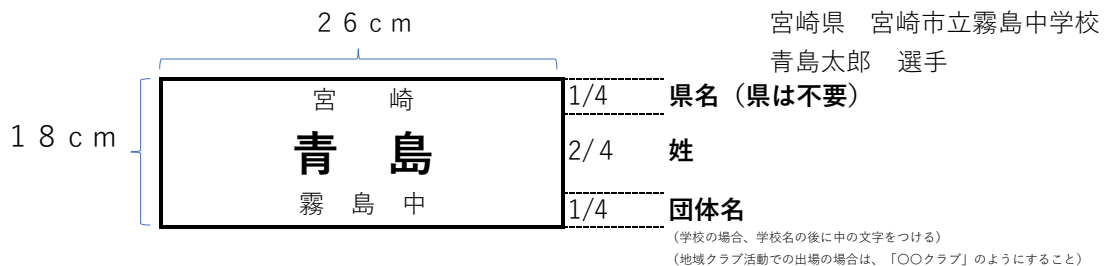 ２６ｃｍ
宮崎県　宮崎市立霧島中学校
青島太郎　選手
１８ｃｍ
宮　崎
1/4
県名（県は不要）
青　島
2/４
姓
霧　島　中
1/4
団体名
（学校の場合、学校名の後に中の文字をつける）
（地域クラブ活動での出場の場合は、「〇〇クラブ」のようにすること）